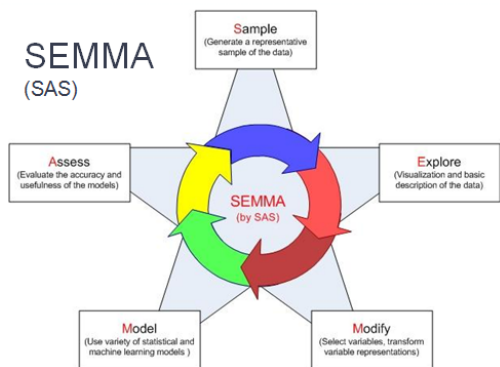 SEMMA
(SAS)
Sample
(Generate a representative
sample of the data)
Assess
(Evaluate the accuracy and
usefulness of the models)
Explore
(Visualization and basic
description of the data)
SEMMA
(by SAS)
Model
(Use variety of statistical and
machine learning models )
Modify
(Select variables, transform
variable representations)